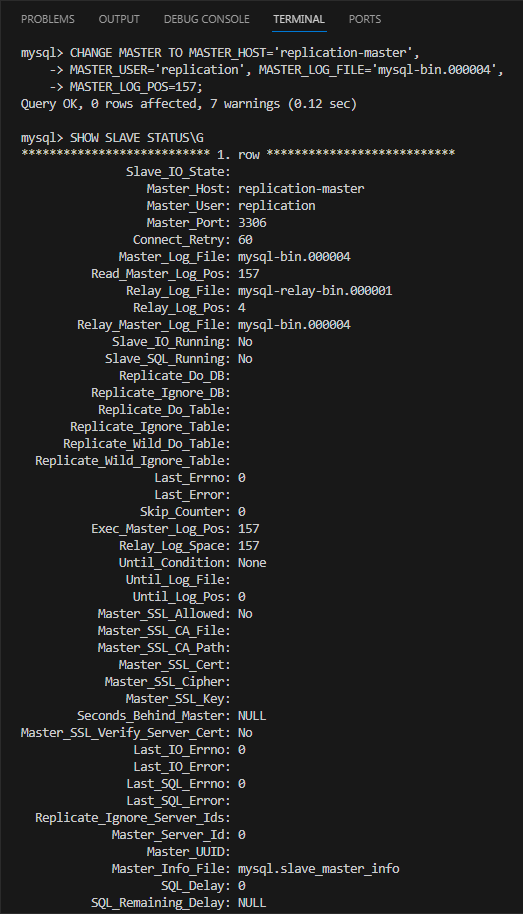 PROBLEMS OUTPUT DEBUG CONSOLE TERMINAL PORTS
mysql> CHANGE MASTER TO MASTER_HOST='replication-master',
    -> MASTER_USER='replication', MASTER_LOG_FILE='mysql-bin.000004',
    -> MASTER_LOG_POS=157;
Query OK, 0 rows affected, 7 warnings (0.12 sec)

mysql> SHOW SLAVE STATUS\G
*************************** 1. row ***************************
               Slave_IO_State:
                  Master_Host: replication-master
                  Master_User: replication
                  Master_Port: 3306
                Connect_Retry: 60
              Master_Log_File: mysql-bin.000004
          Read_Master_Log_Pos: 157
               Relay_Log_File: mysql-relay-bin.000001
                Relay_Log_Pos: 4
        Relay_Master_Log_File: mysql-bin.000004
             Slave_IO_Running: No
            Slave_SQL_Running: No
              Replicate_Do_DB:
          Replicate_Ignore_DB:
           Replicate_Do_Table:
       Replicate_Ignore_Table:
      Replicate_Wild_Do_Table:
  Replicate_Wild_Ignore_Table:
                   Last_Errno: 0
                   Last_Error:
                 Skip_Counter: 0
          Exec_Master_Log_Pos: 157
              Relay_Log_Space: 157
              Until_Condition: None
               Until_Log_File:
                Until_Log_Pos: 0
           Master_SSL_Allowed: No
           Master_SSL_CA_File:
           Master_SSL_CA_Path:
              Master_SSL_Cert:
            Master_SSL_Cipher:
               Master_SSL_Key:
        Seconds_Behind_Master: NULL
Master_SSL_Verify_Server_Cert: No
                Last_IO_Errno: 0
                Last_IO_Error:
               Last_SQL_Errno: 0
               Last_SQL_Error:
  Replicate_Ignore_Server_Ids:
             Master_Server_Id: 0
                  Master_UUID:
             Master_Info_File: mysql.slave_master_info
                    SQL_Delay: 0
          SQL_Remaining_Delay: NULL